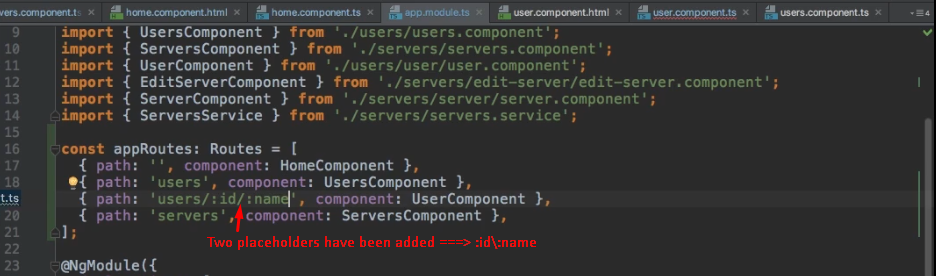 vers.component.ts home.component.html home.component.ts app.module.ts user.component.html user.component.ts users.component.ts 4
9 import { UsersComponent } from './users/users.component';
10 import { ServersComponent } from './servers/servers.component';
11 import { UserComponent } from './users/user/user.component';
12 import { EditServerComponent } from './servers/edit-server/edit-server.component';
13 import { ServerComponent } from './servers/server/server.component';
14 import { ServersService } from './servers/servers.service';
15
16 const appRoutes: Routes = [
17 { path: '', component: HomeComponent },
18 { path: 'users', component: UsersComponent },
t.ts { path: 'users/:id/:name', component: UserComponent },
20 { path: 'servers', component: ServersComponent },
21 ];
Two placeholders have been added ===> :id\:name
22
23 @NgModule({